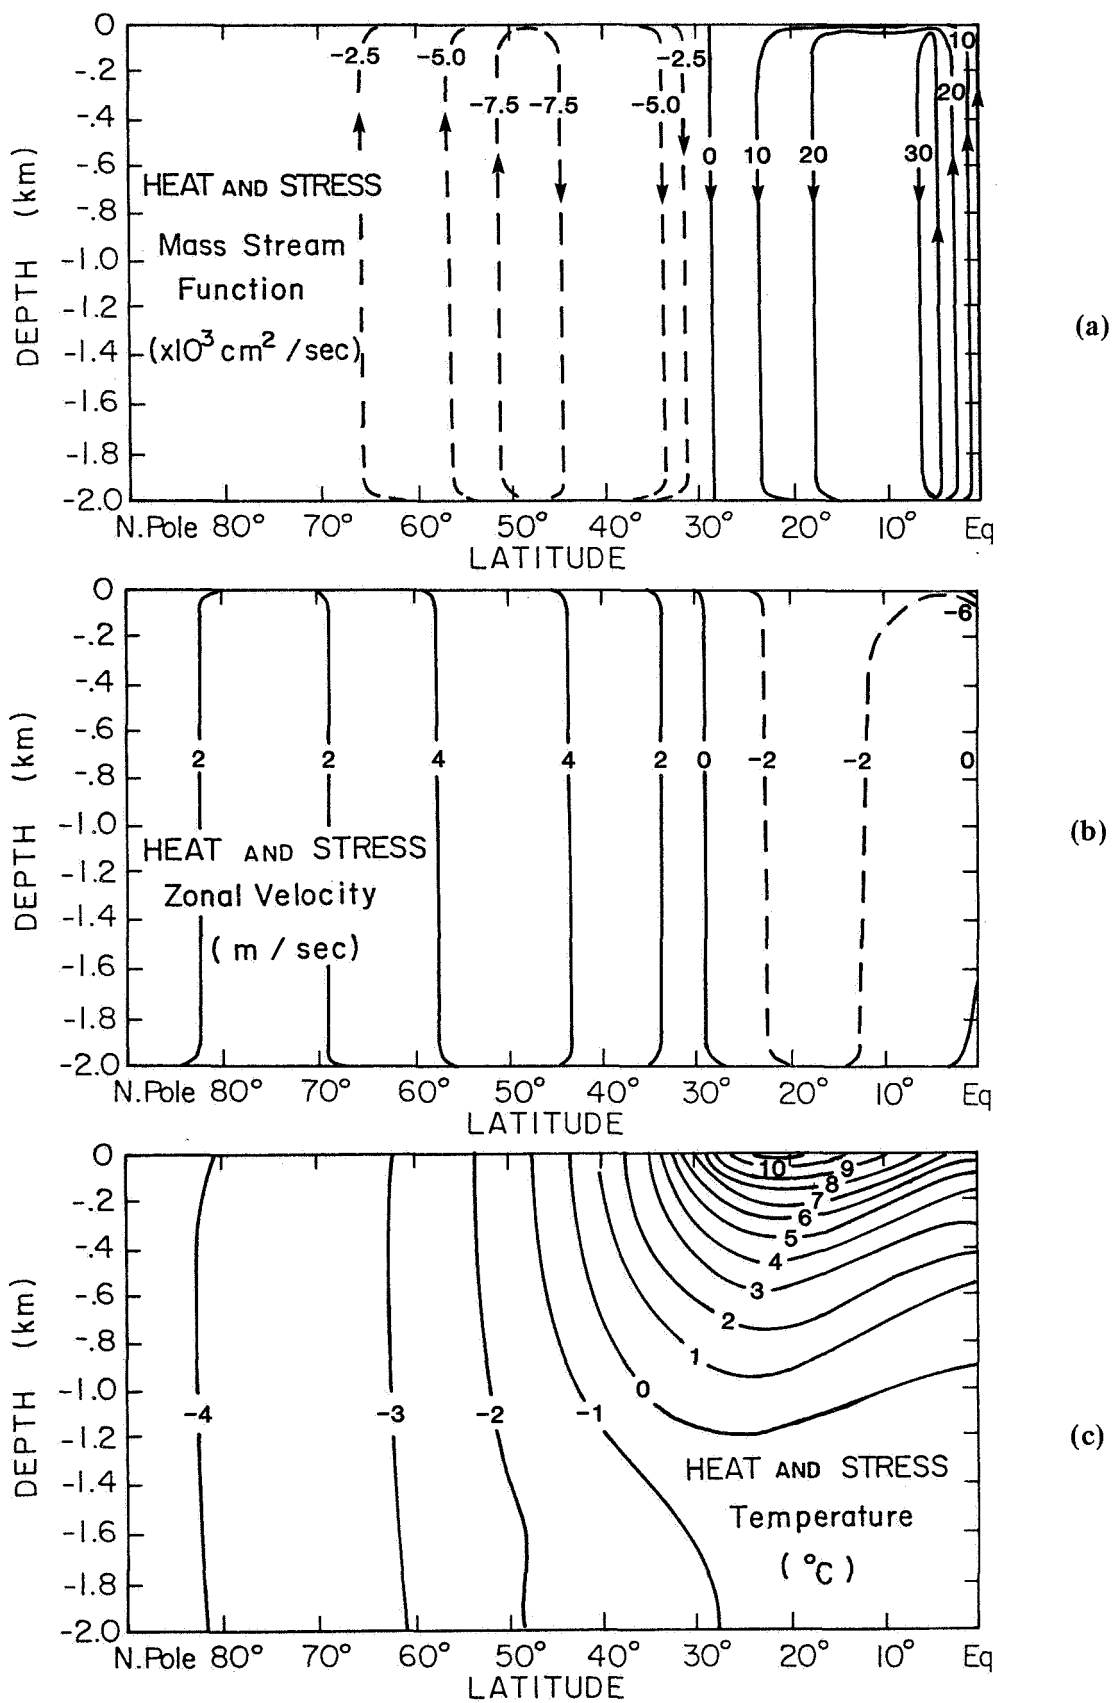 0
-.2
-.4
-.6
-.8
-1.0
-1.2
-1.4
-1.6
-1.8
-2.0
DEPTH (km)
-2.5 -5.0 -2.5 10
-7.5 -7.5 -5.0 20
0 10 20 30
HEAT AND STRESS
Mass Stream
Function
(x10³ cm² / sec)
(a)
N.Pole 80° 70° 60° 50° 40° 30° 20° 10° Eq
LATITUDE
0
-.2
-.4
-.6
-.8
-1.0
-1.2
-1.4
-1.6
-1.8
-2.0
DEPTH (km)
-6
2 2 4 4 2 0 -2 -2 0
HEAT AND STRESS
Zonal Velocity
( m / sec)
(b)
N.Pole 80° 70° 60° 50° 40° 30° 20° 10° Eq
LATITUDE
0
-.2
-.4
-.6
-.8
-1.0
-1.2
-1.4
-1.6
-1.8
-2.0
DEPTH (km)
10 9
8
7
6
5
4
3
2
1
0
-4 -3 -2 -1
HEAT AND STRESS
Temperature
( °C )
(c)
N.Pole 80° 70° 60° 50° 40° 30° 20° 10° Eq
LATITUDE